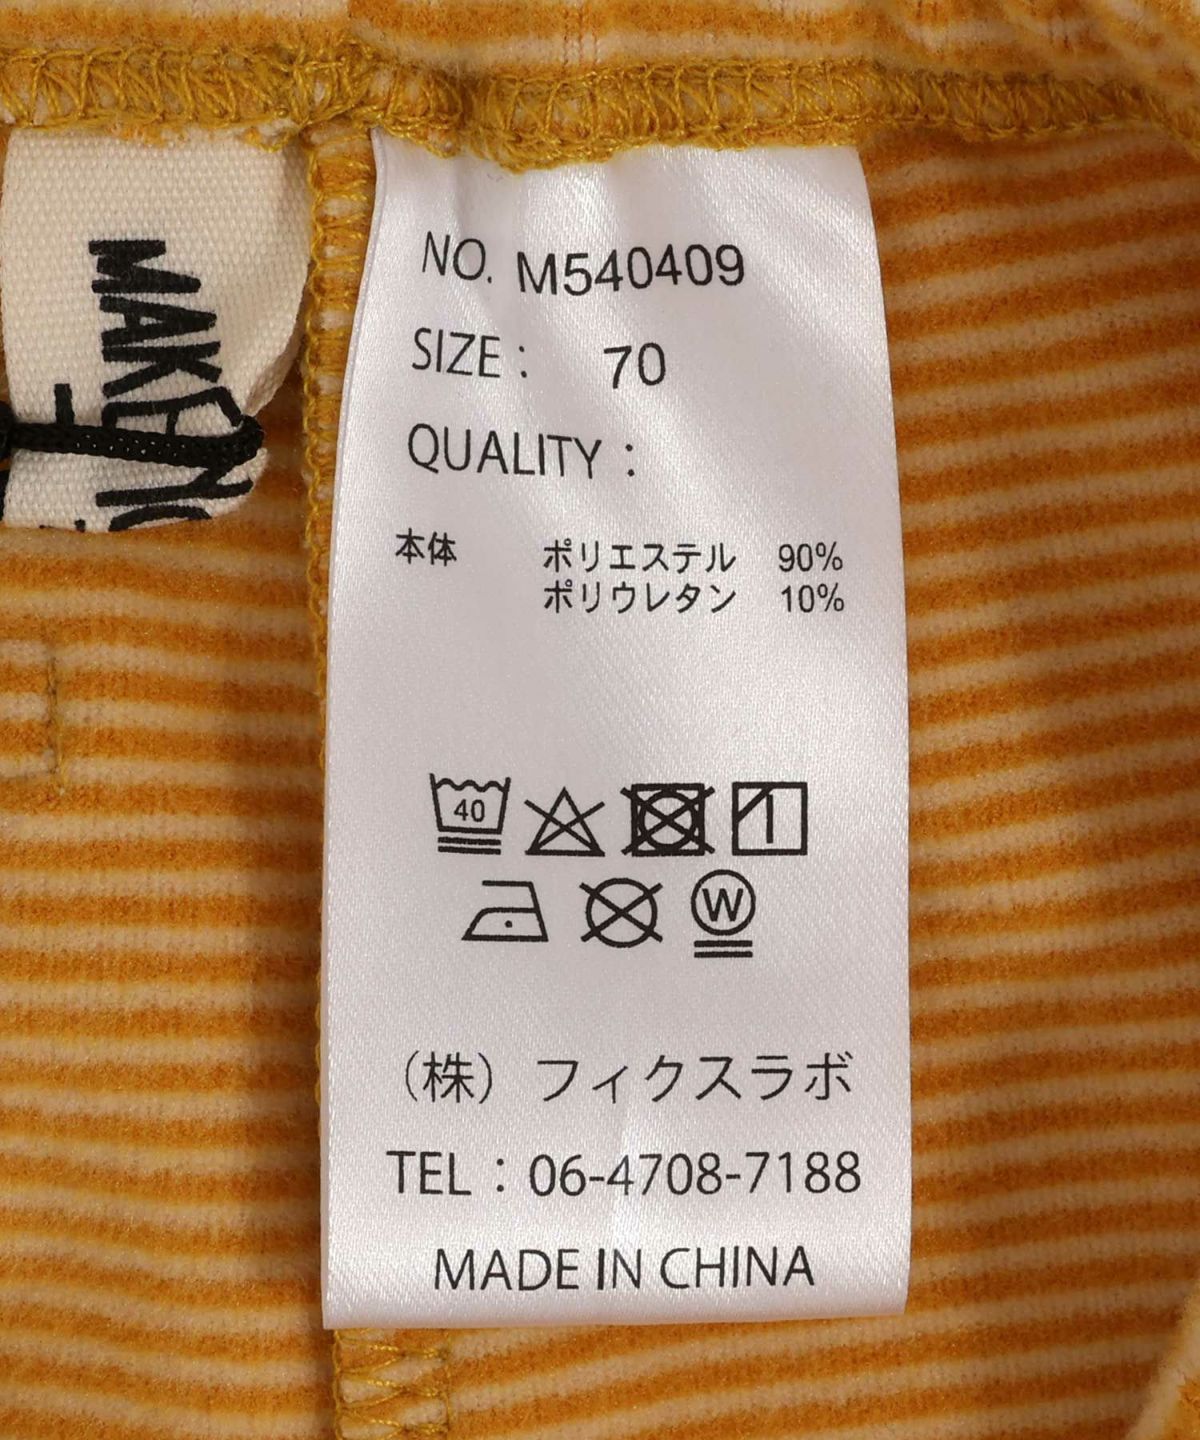 MAKE
NO. M540409
SIZE : 70
QUALITY :
本体 ポリエステル 90%
ポリウレタン 10%
40
W
（株）フィクスラボ
TEL : 06-4708-7188
MADE IN CHINA